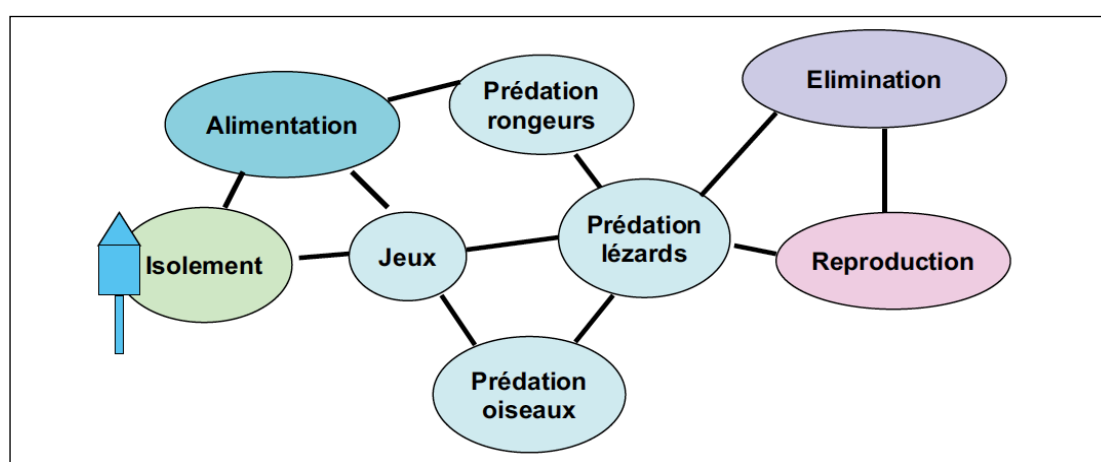 Elimination
Prédation
rongeurs
Alimentation
Prédation
lézards
Isolement
Jeux
Reproduction
Prédation
oiseaux